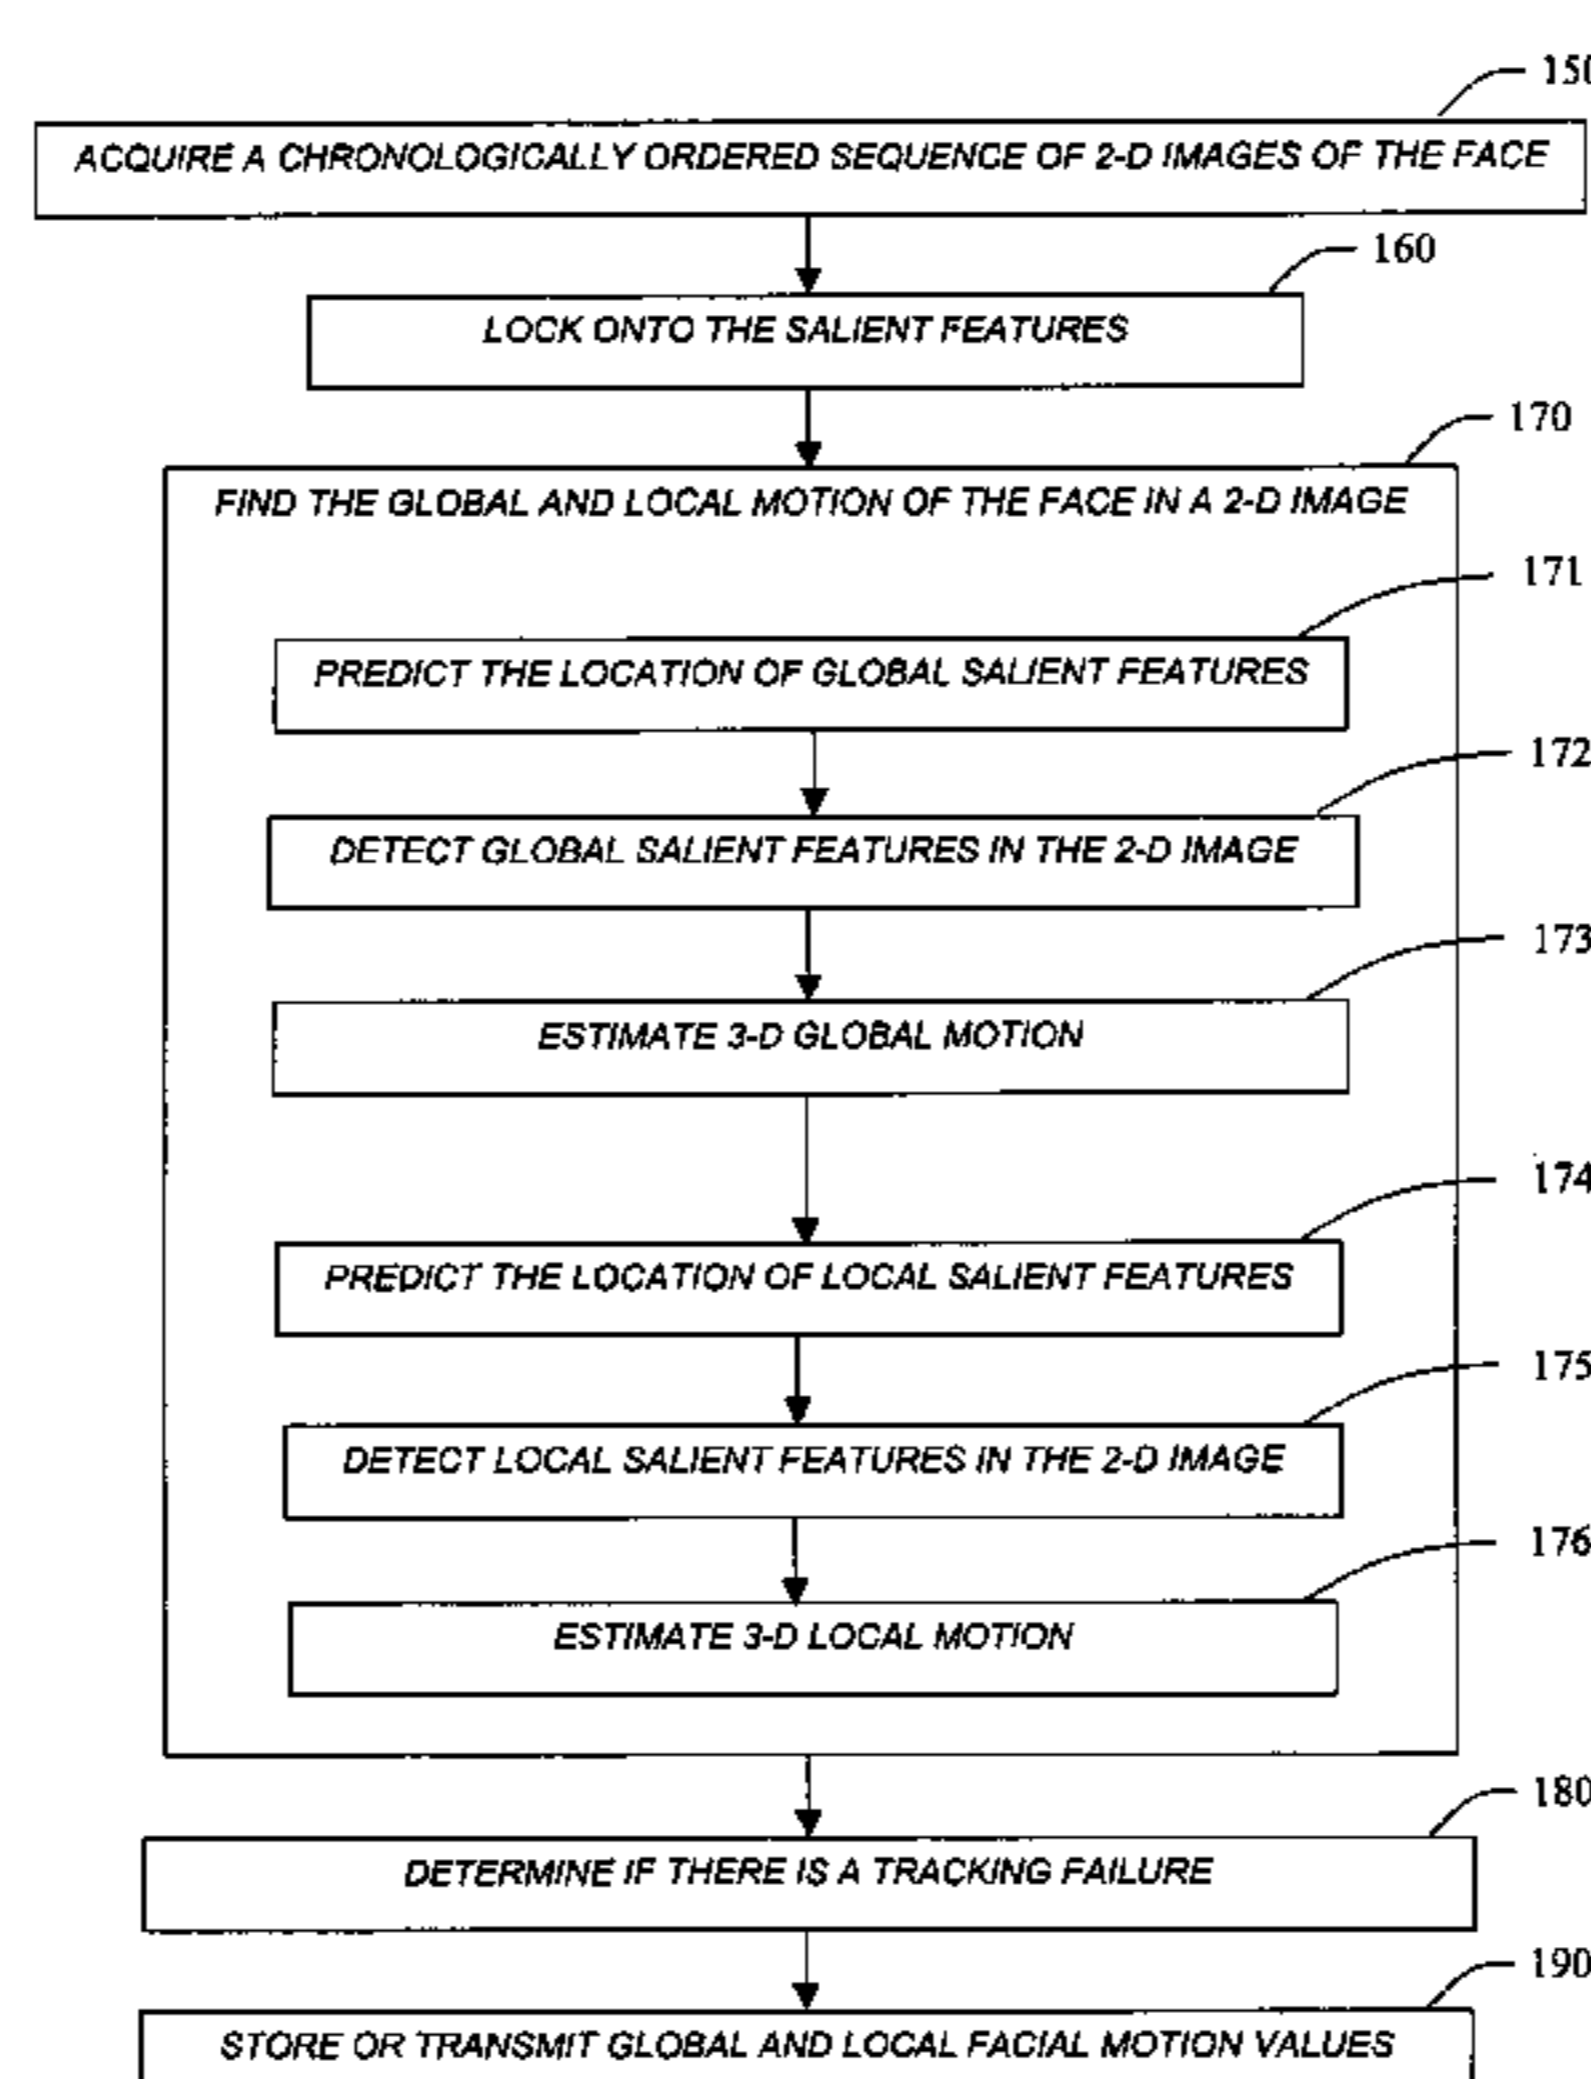 150
ACQUIRE A CHRONOLOGICALLY ORDERED SEQUENCE OF 2-D IMAGES OF THE FACE
160
LOCK ONTO THE SALIENT FEATURES
170
FIND THE GLOBAL AND LOCAL MOTION OF THE FACE IN A 2-D IMAGE
171
PREDICT THE LOCATION OF GLOBAL SALIENT FEATURES
172
DETECT GLOBAL SALIENT FEATURES IN THE 2-D IMAGE
173
ESTIMATE 3-D GLOBAL MOTION
174
PREDICT THE LOCATION OF LOCAL SALIENT FEATURES
175
DETECT LOCAL SALIENT FEATURES IN THE 2-D IMAGE
176
ESTIMATE 3-D LOCAL MOTION
180
DETERMINE IF THERE IS A TRACKING FAILURE
190
STORE OR TRANSMIT GLOBAL AND LOCAL FACIAL MOTION VALUES